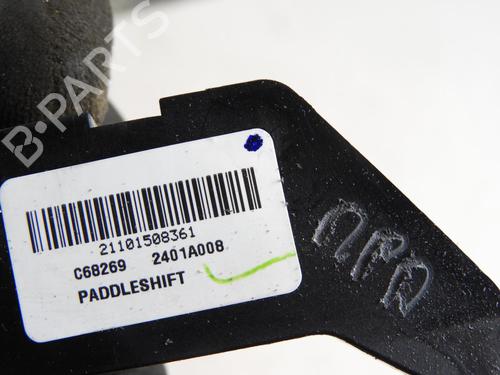 B-PARTS
21101508361
C68269 2401A008
PADDLESHIFT